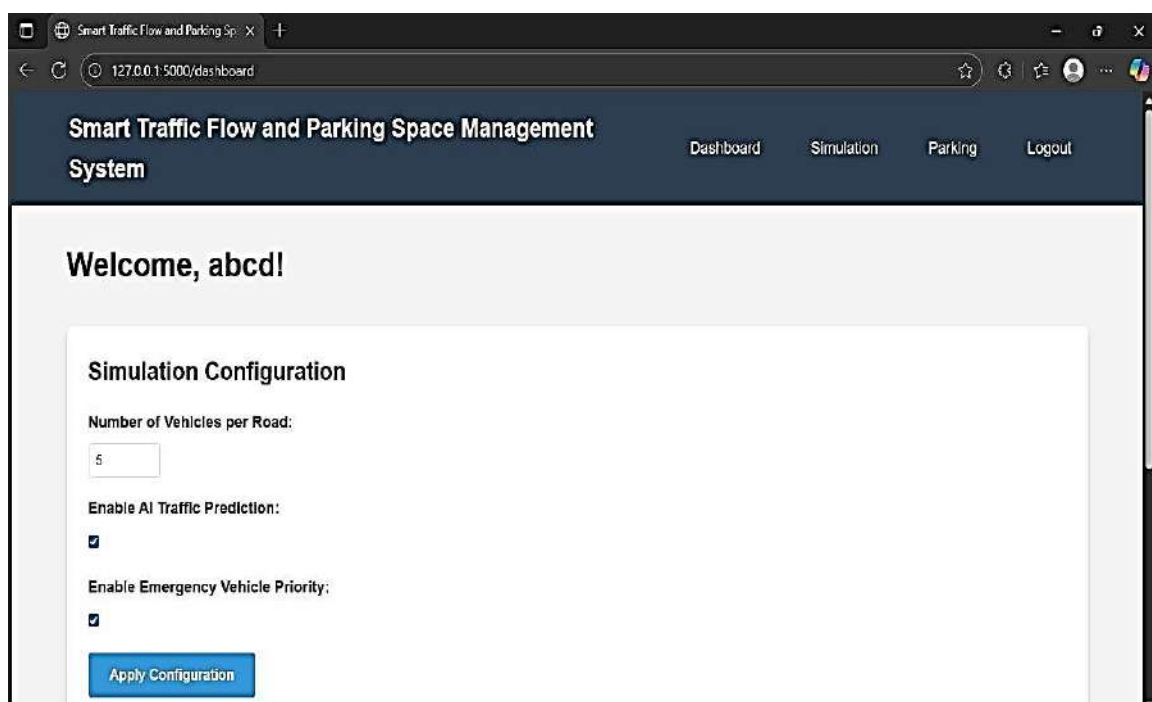 Smart Traffic Flow and Parking Sp
127.0.0.1:5000/dashboard
Smart Traffic Flow and Parking Space Management
System
Dashboard
Simulation
Parking
Logout
Welcome, abcd!
Simulation Configuration
Number of Vehicles per Road:
5
Enable AI Traffic Prediction:
Enable Emergency Vehicle Priority:
Apply Configuration